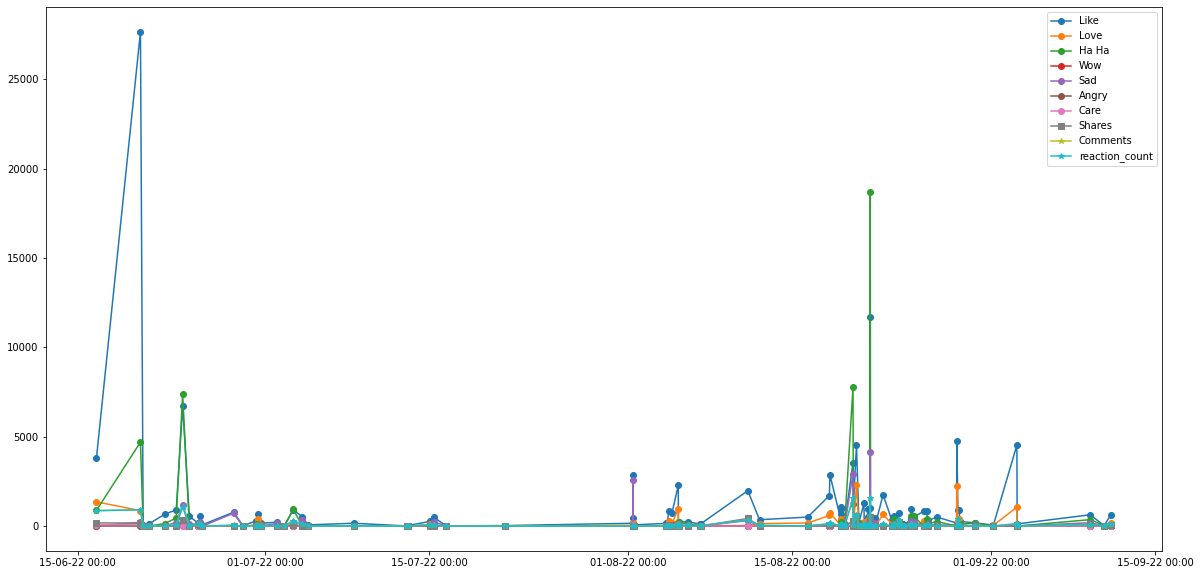 Like
Love
Ha Ha
Wow
Sad
Angry
Care
Shares
Comments
reaction_count
25000
20000
15000
10000
5000
0
15-06-22 00:00
01-07-22 00:00
15-07-22 00:00
01-08-22 00:00
15-08-22 00:00
01-09-22 00:00
15-09-22 00:00